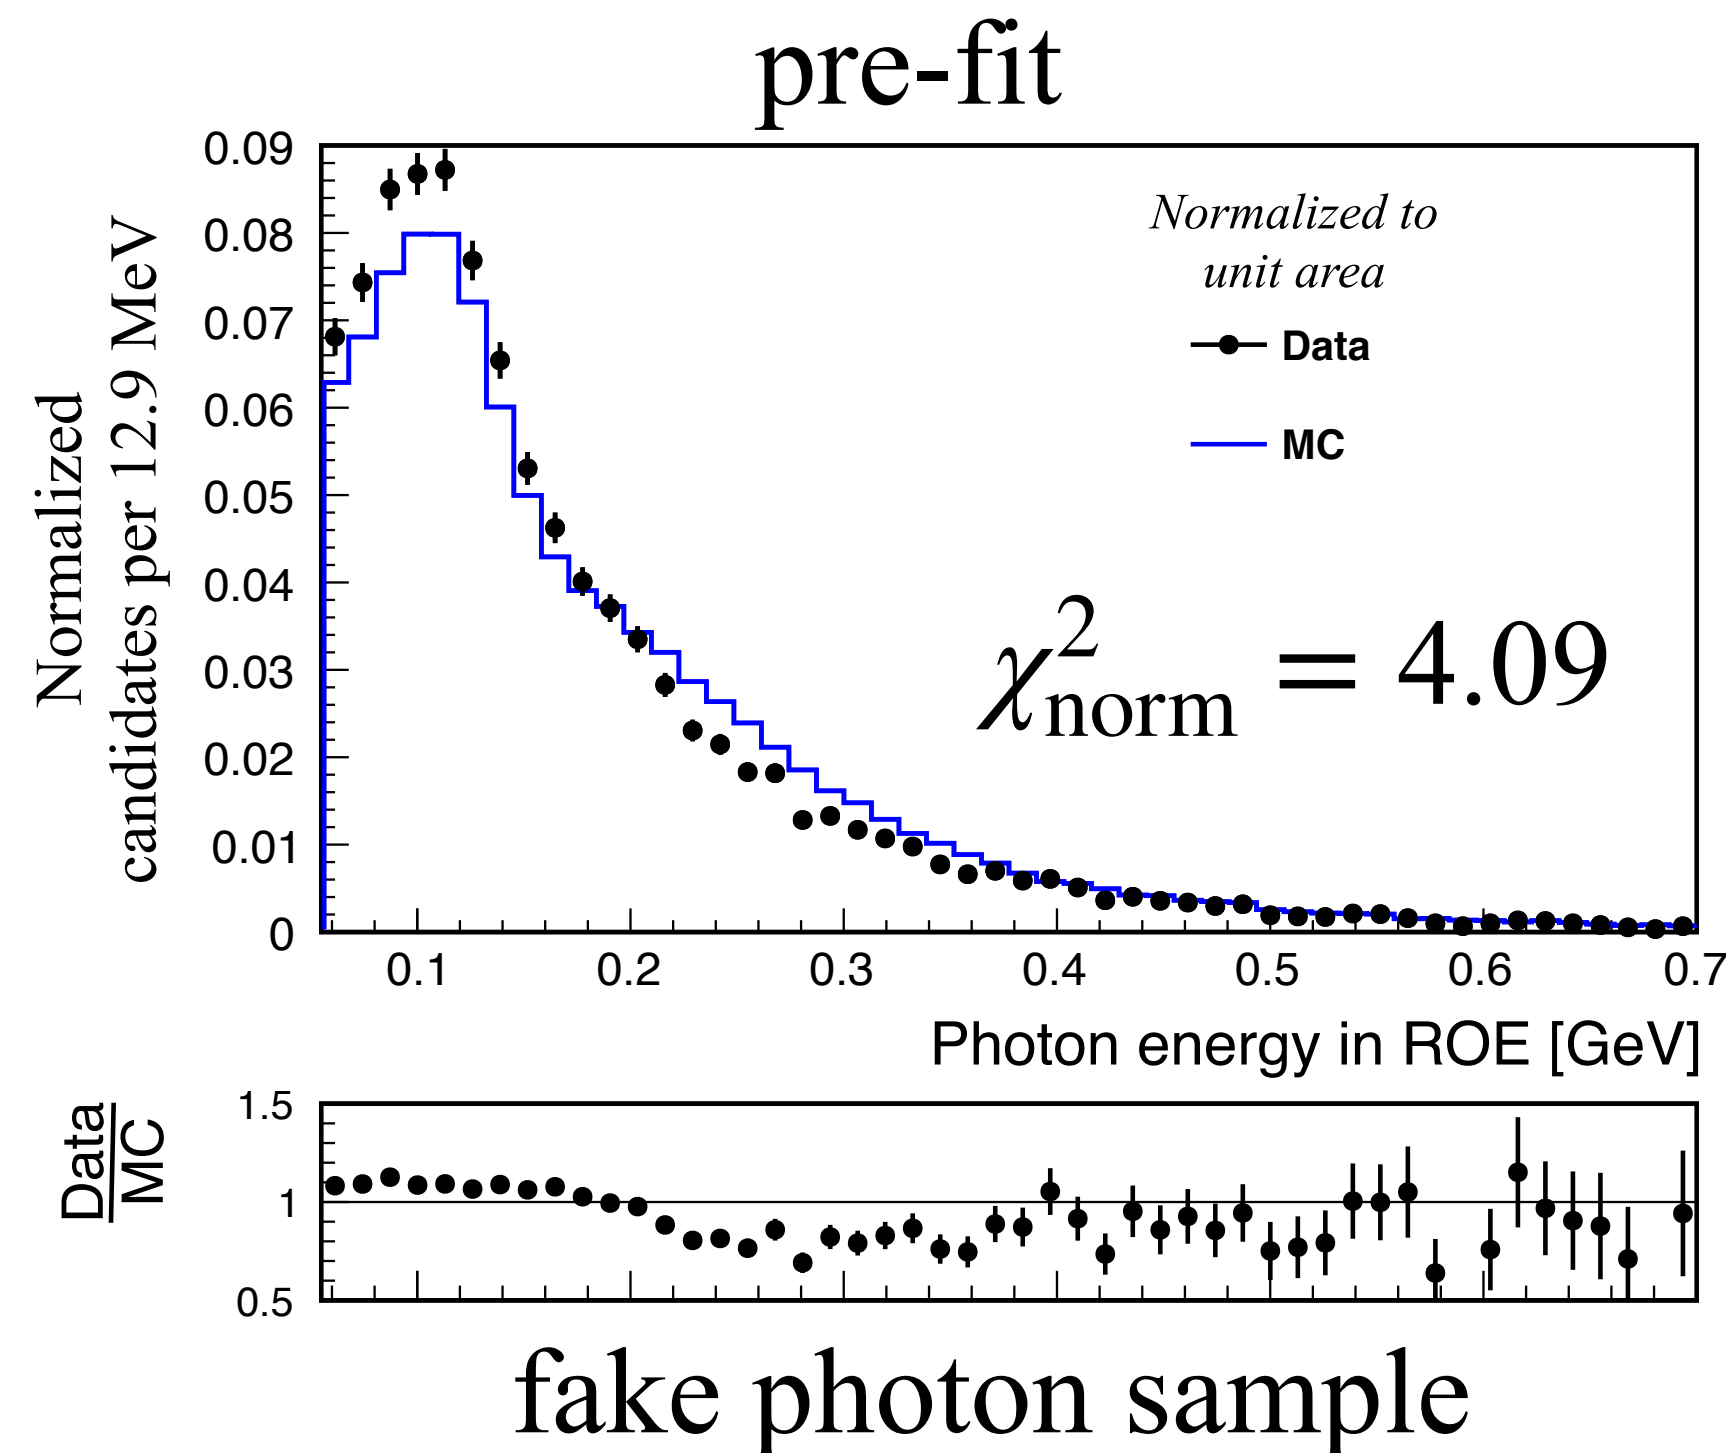 pre-fit
Normalized
candidates per 12.9 MeV
0.09
0.08
0.07
0.06
0.05
0.04
0.03
0.02
0.01
0
Normalized to
unit area
Data
MC
χ²norm = 4.09
0.1 0.2 0.3 0.4 0.5 0.6 0.7
Photon energy in ROE [GeV]
Data
MC
1.5
1
0.5
fake photon sample